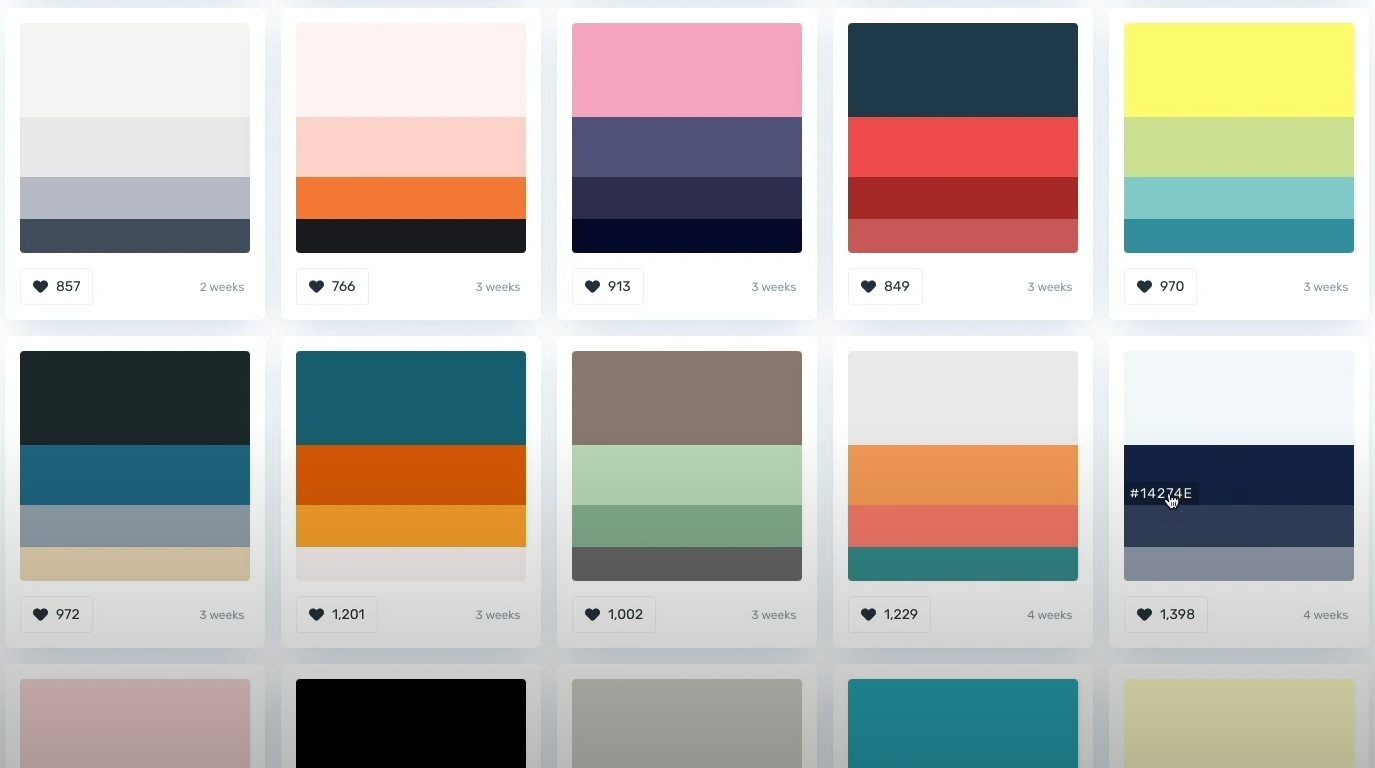 857 2 weeks
766 3 weeks
913 3 weeks
849 3 weeks
970 3 weeks
#14274E
972 3 weeks
1,201 3 weeks
1,002 3 weeks
1,229 4 weeks
1,398 4 weeks